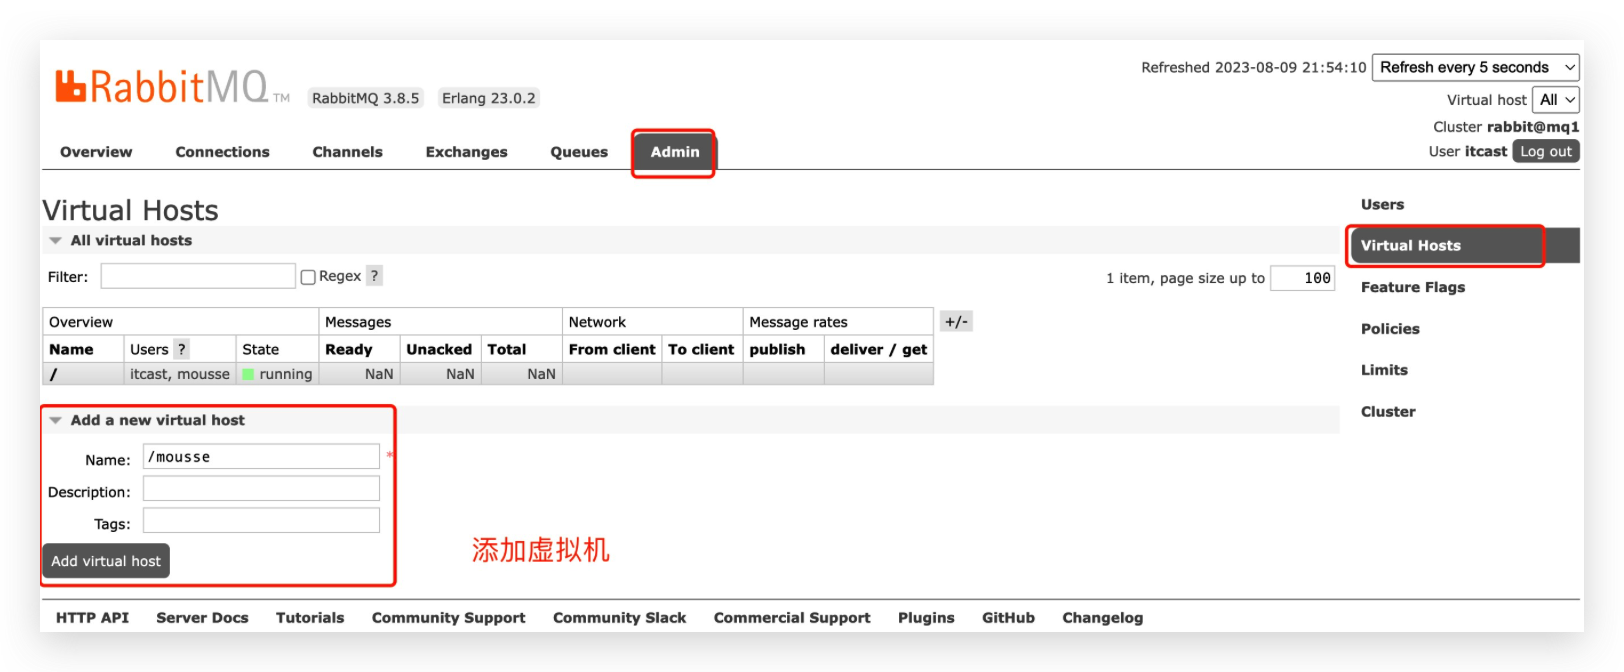 Refreshed 2023-08-09 21:54:10 Refresh every 5 seconds
RabbitMQ TM RabbitMQ 3.8.5 Erlang 23.0.2
Virtual host All
Cluster rabbit@mq1
User itcast Log out
Overview Connections Channels Exchanges Queues Admin
Virtual Hosts
All virtual hosts
Filter: Regex ?
1 item, page size up to 100
Overview Messages Network Message rates +/-
Name Users ? State Ready Unacked Total From client To client publish deliver / get
/ itcast, mousse running NaN NaN NaN
Add a new virtual host
Name: /mousse *
Description:
Tags:
Add virtual host
添加虚拟机
Users
Virtual Hosts
Feature Flags
Policies
Limits
Cluster
HTTP API Server Docs Tutorials Community Support Community Slack Commercial Support Plugins GitHub Changelog